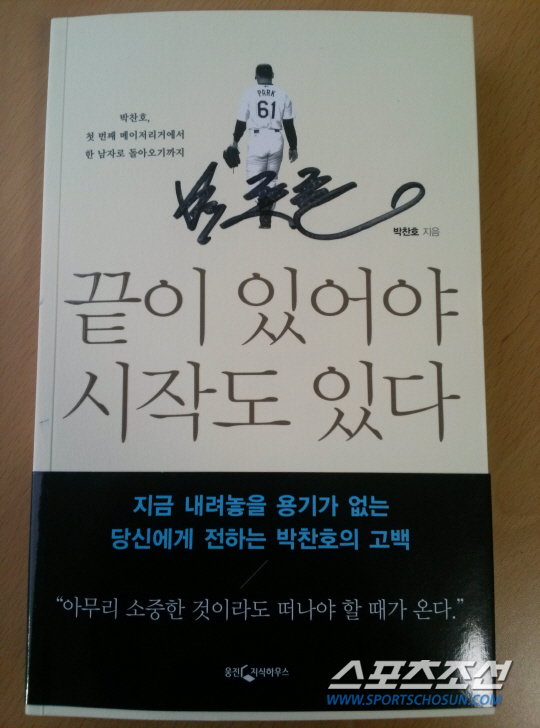 박찬호,
첫 번째 메이저리거에서
한 남자로 돌아오기까지
PARK
61
박찬호 지음
끝이 있어야
시작도 있다
지금 내려놓을 용기가 없는
당신에게 전하는 박찬호의 고백
“아무리 소중한 것이라도 떠나야 할 때가 온다.”
웅진 지식하우스
스포츠조선
WWW.SPORTSCHOSUN.COM